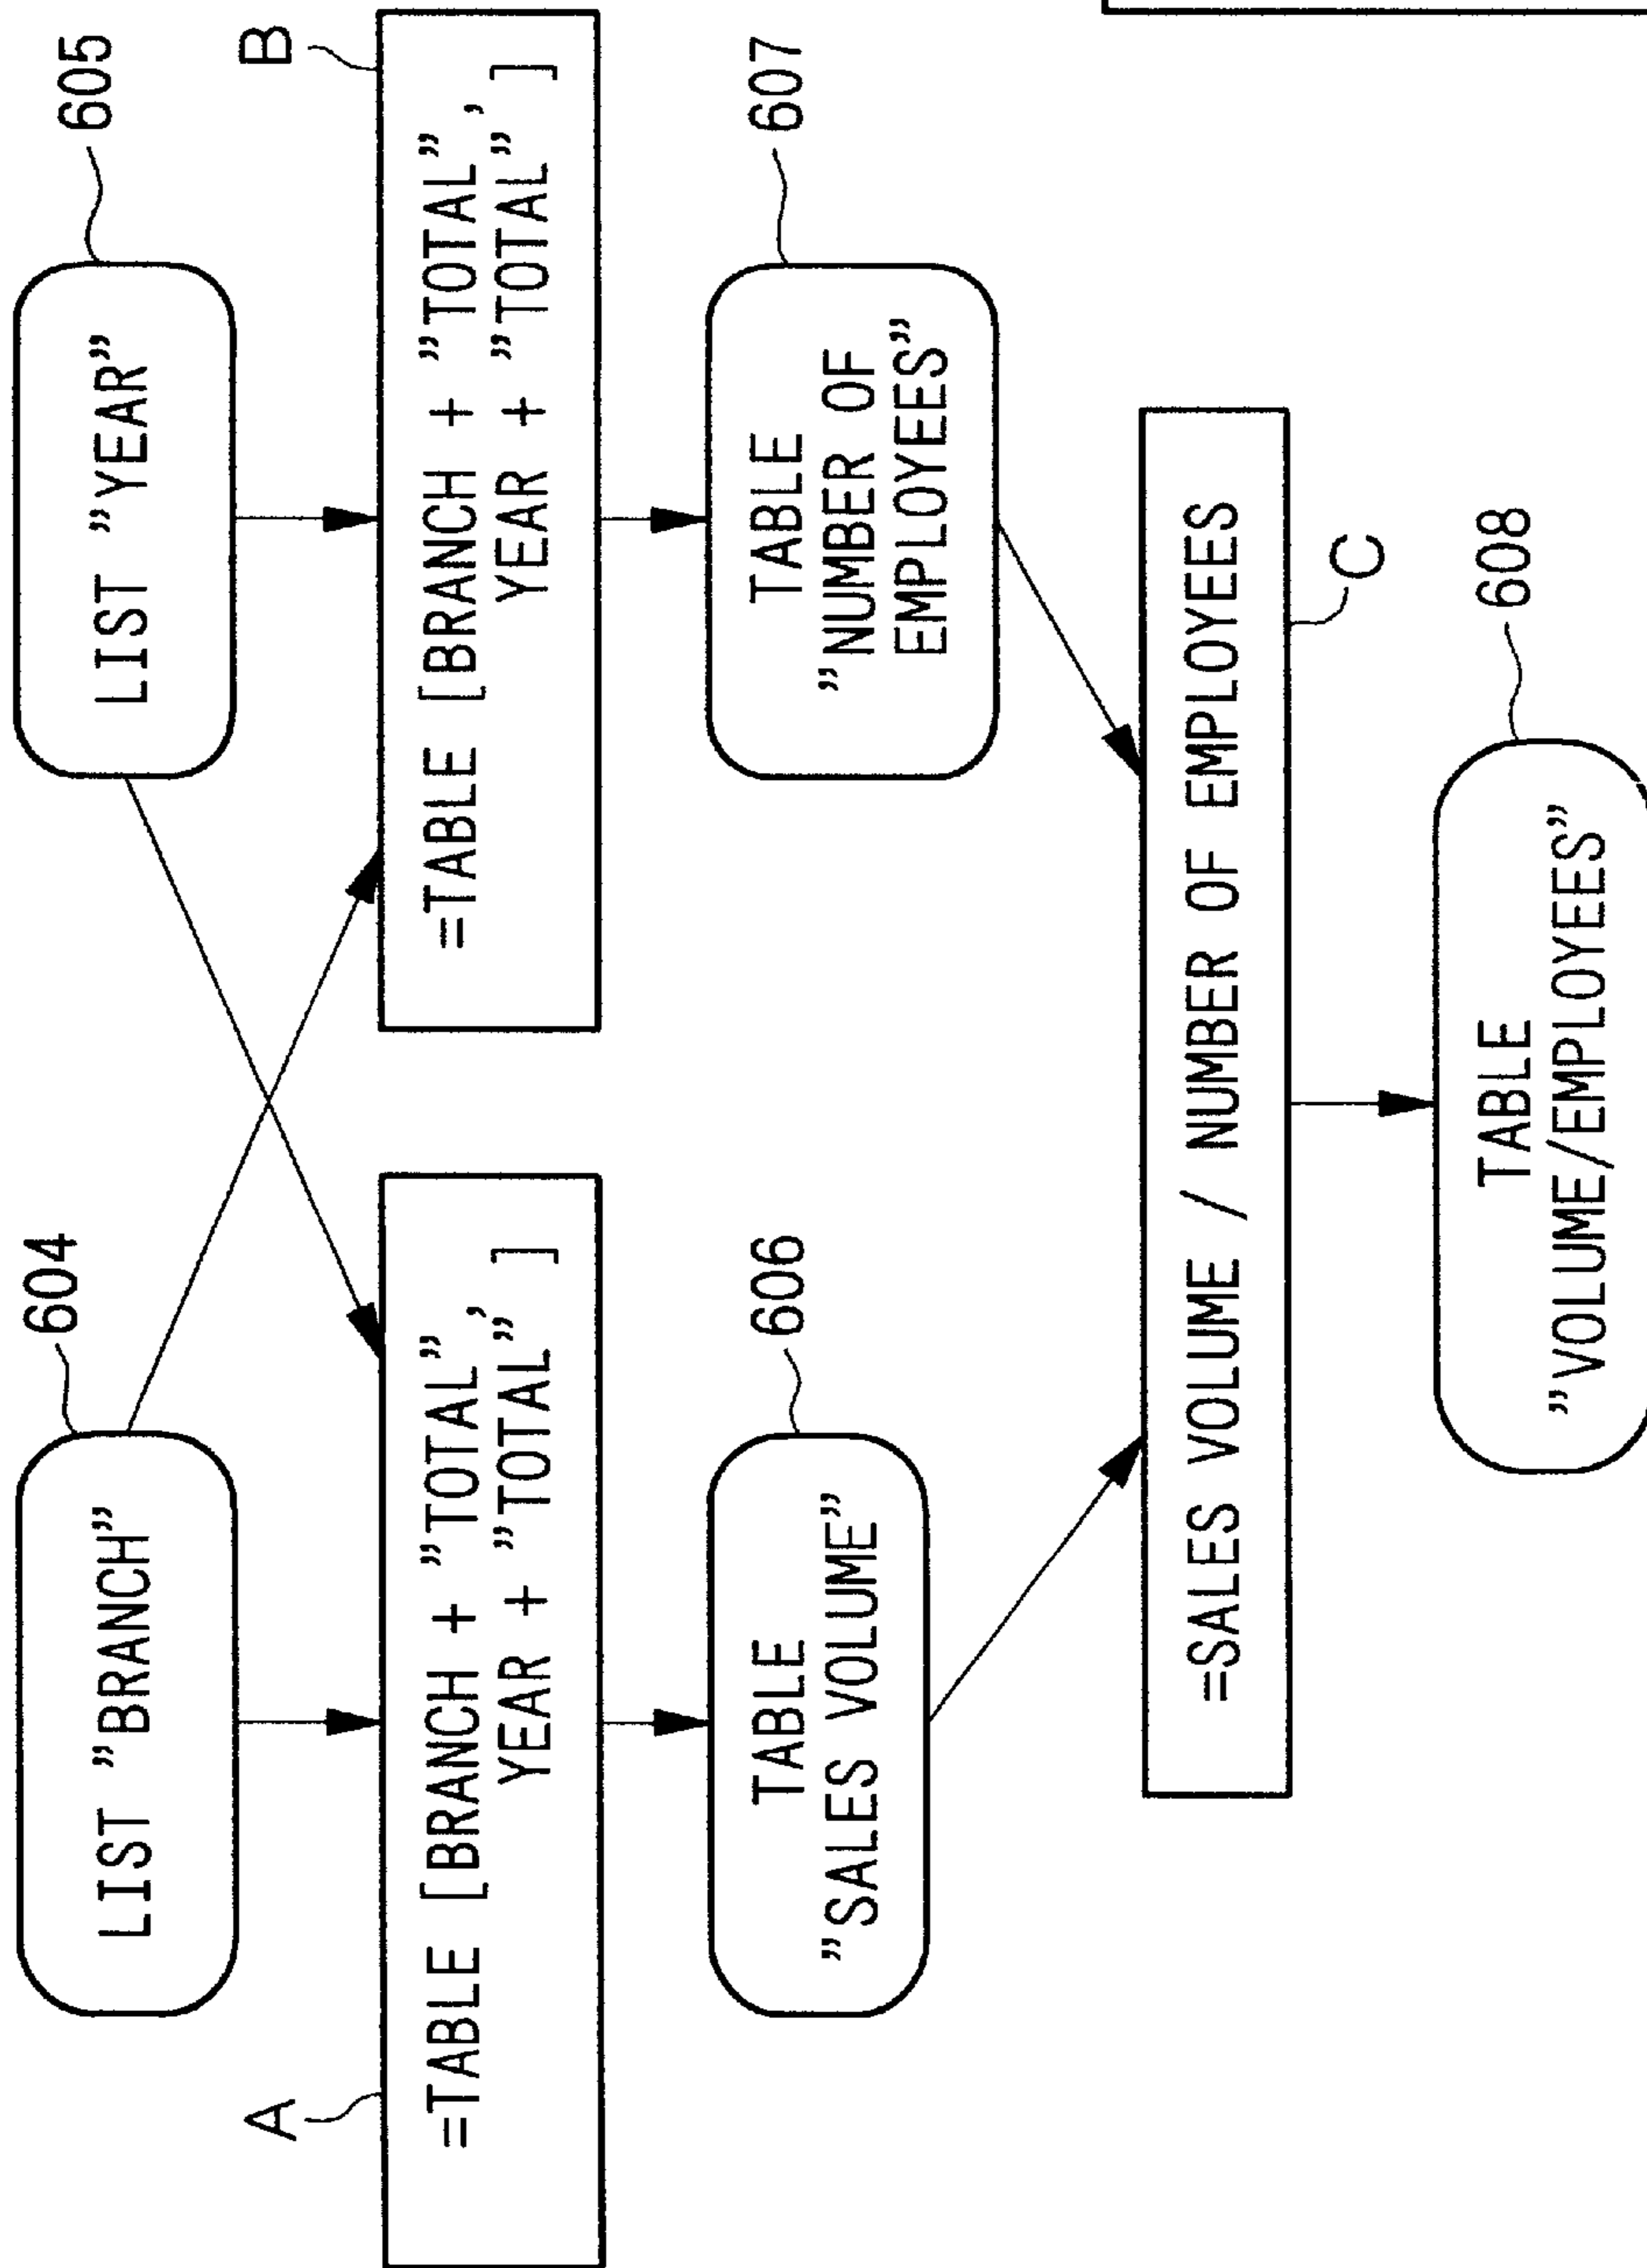 604
LIST ”BRANCH”
605
LIST ”YEAR”
A
=TABLE [BRANCH + ”TOTAL”,
YEAR + ”TOTAL” ]
B
=TABLE [BRANCH + ”TOTAL”,
YEAR + ”TOTAL” ]
606
TABLE
”SALES VOLUME”
607
TABLE
”NUMBER OF
EMPLOYEES”
=SALES VOLUME / NUMBER OF EMPLOYEES
C
608
TABLE
”VOLUME/EMPLOYEES”